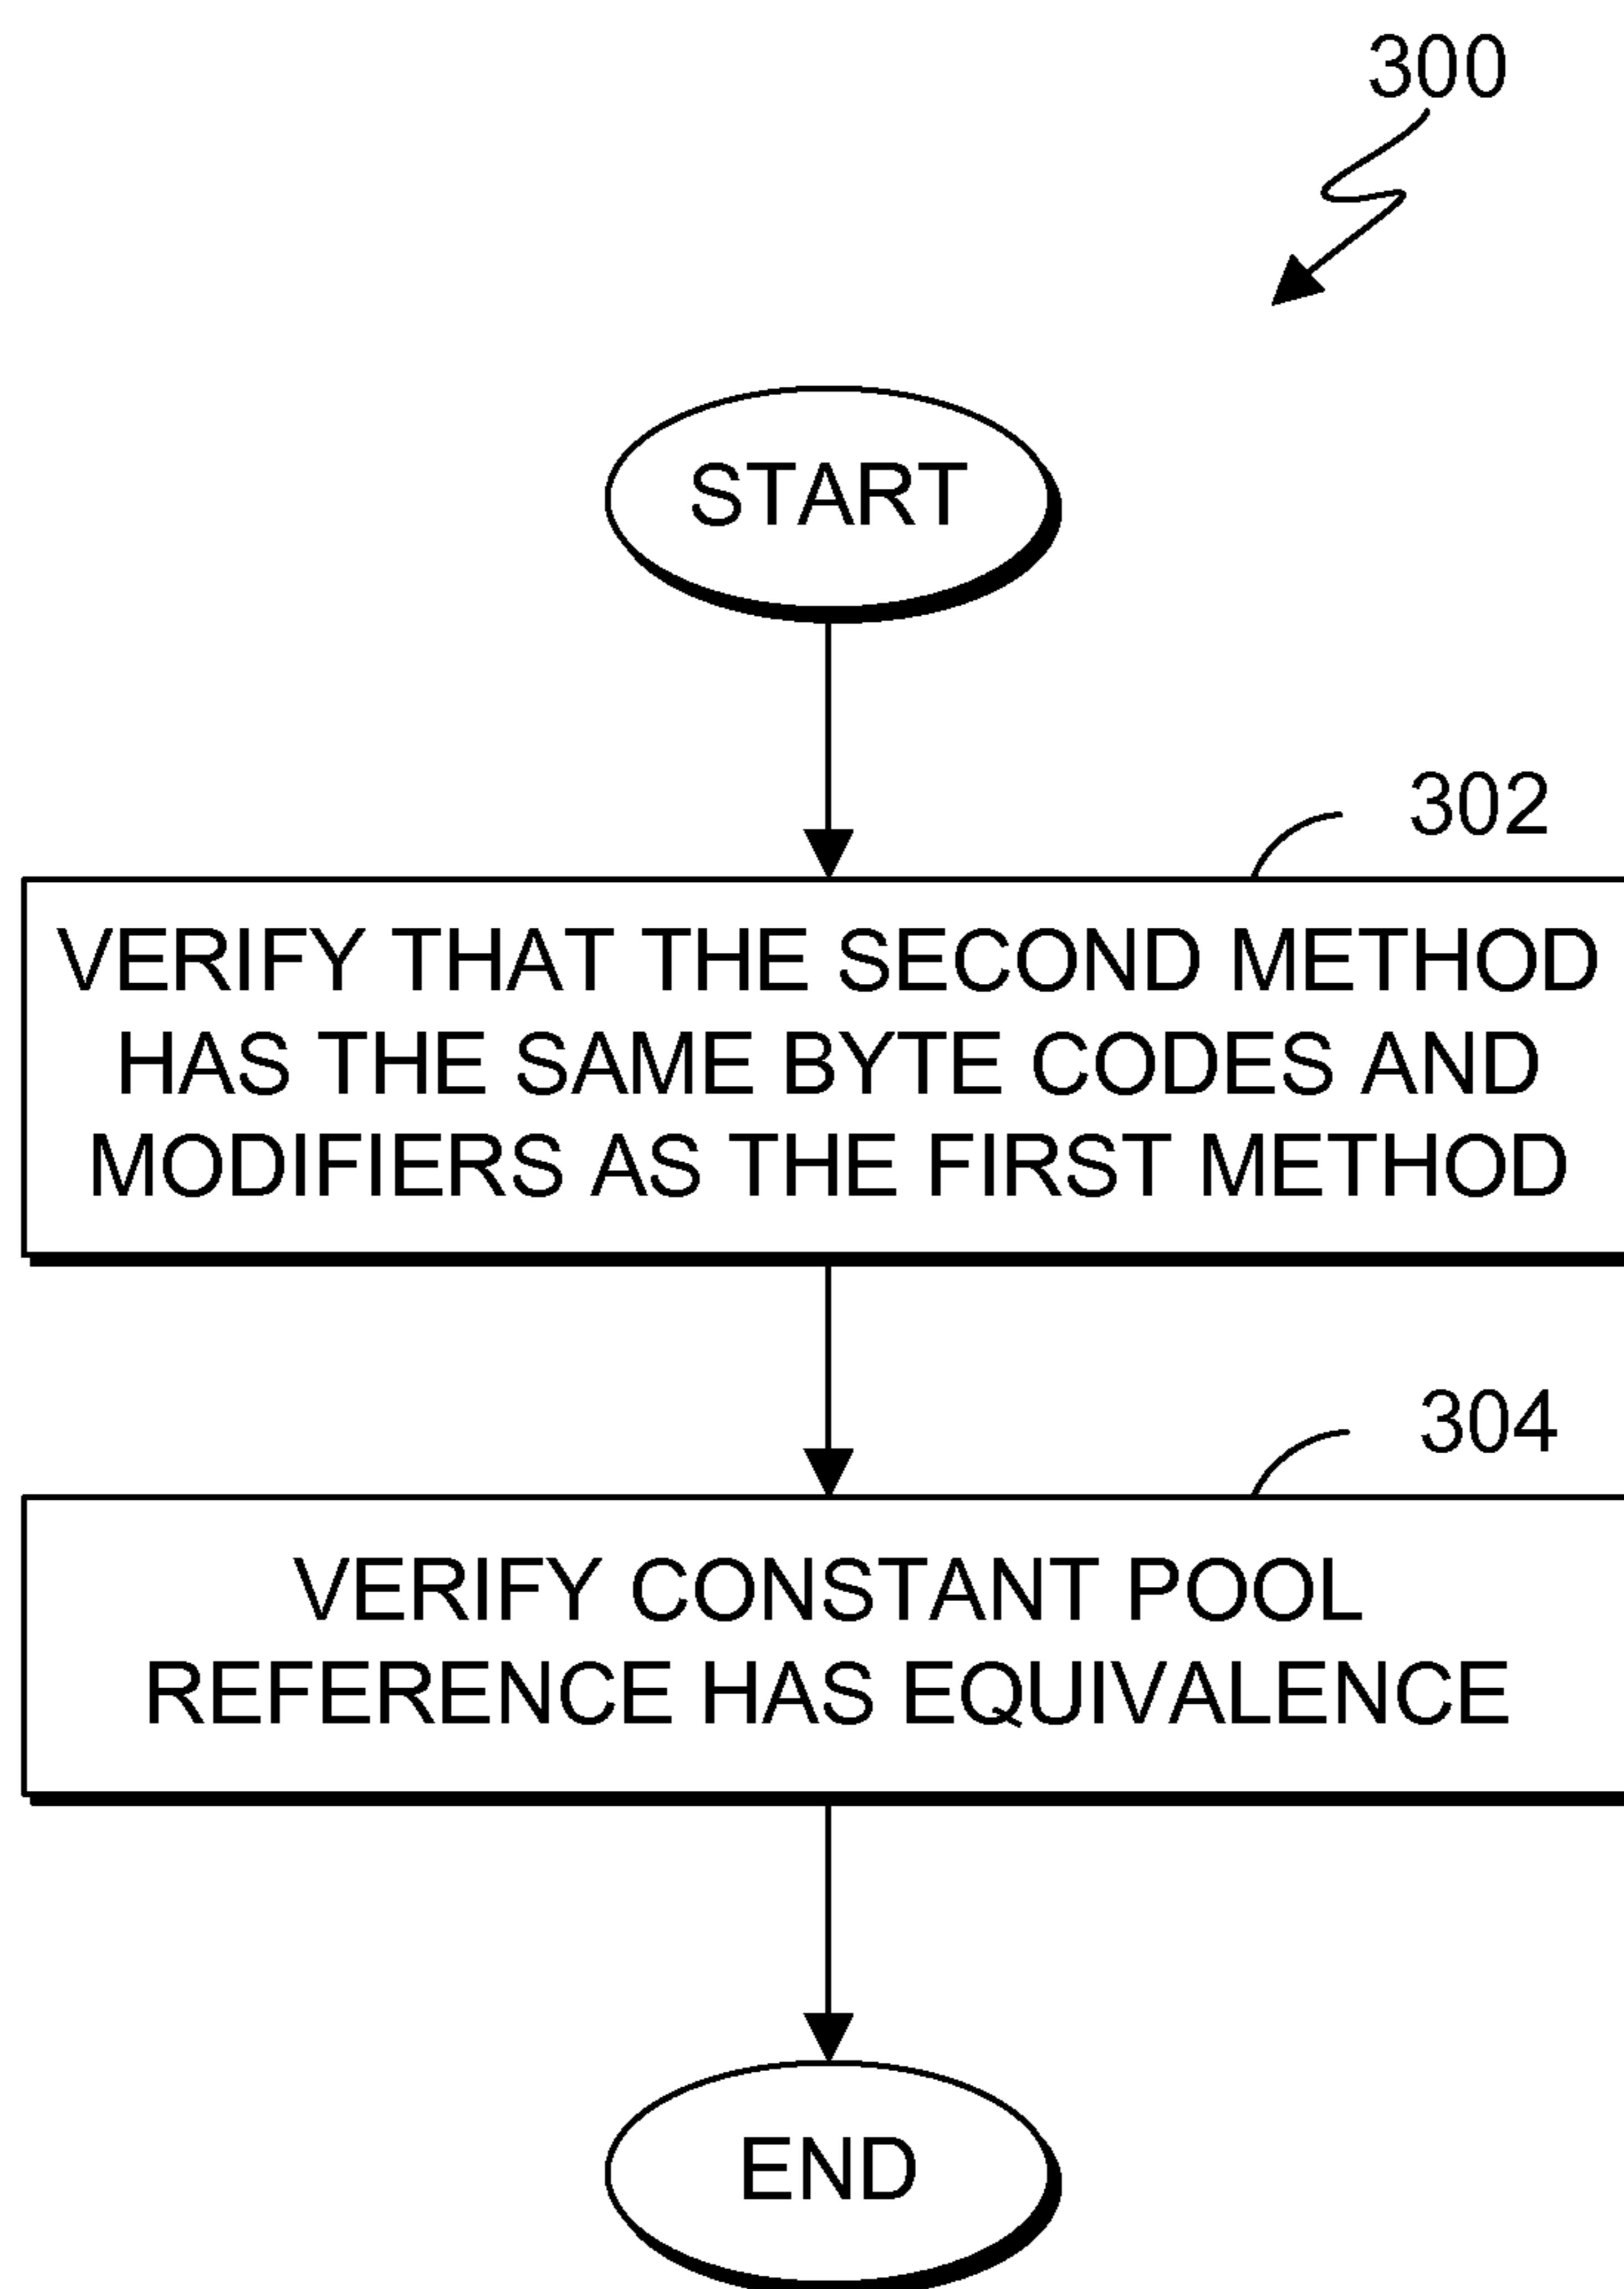 300
START
302
VERIFY THAT THE SECOND METHOD
HAS THE SAME BYTE CODES AND
MODIFIERS AS THE FIRST METHOD
304
VERIFY CONSTANT POOL
REFERENCE HAS EQUIVALENCE
END